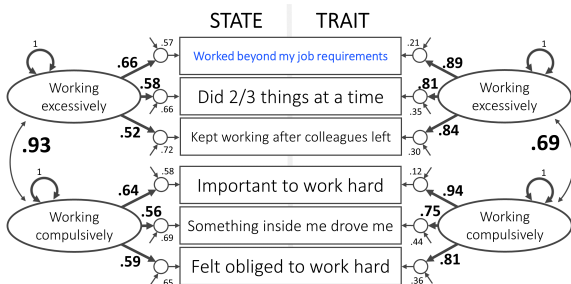 STATE TRAIT
1 .57 Worked beyond my job requirements .21 1
.66 .89
Working excessively .58 .66 Did 2/3 things at a time .81 .35 Working excessively
.52 .72 Kept working after colleagues left .84 .30
.93 .69
1 .58 Important to work hard .12 1
.64 .94
Working compulsively .56 .69 Something inside me drove me .75 .44 Working compulsively
.59 .65 Felt obliged to work hard .81 .36